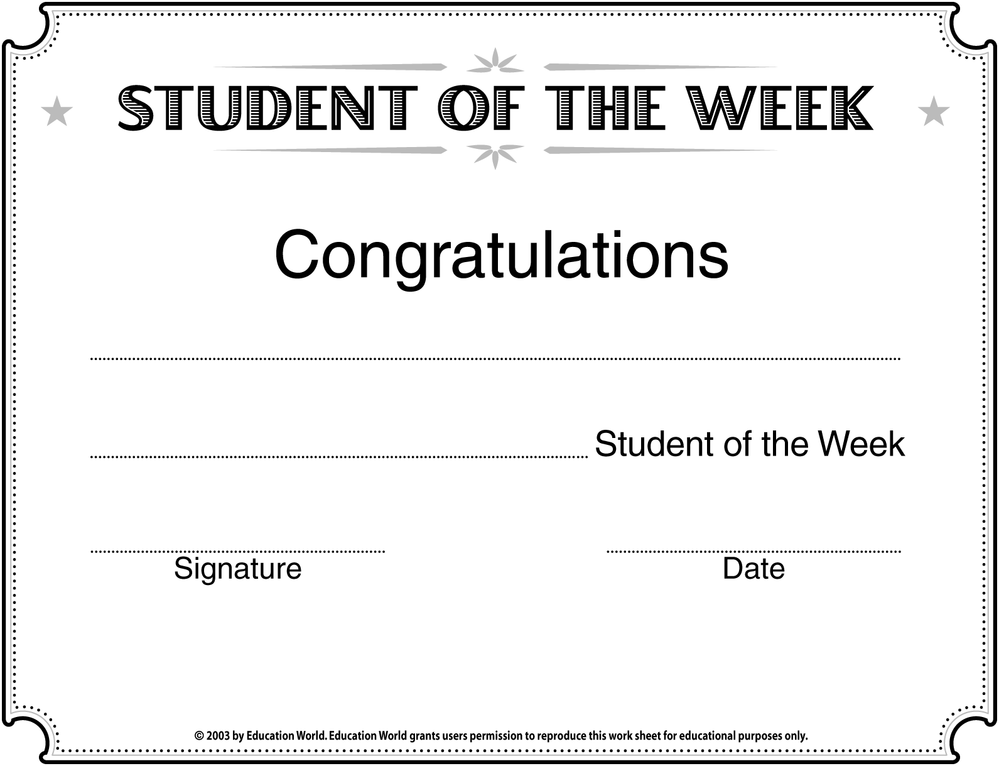 STUDENT OF THE WEEK
Congratulations
Student of the Week
Signature
Date
© 2003 by Education World. Education World grants users permission to reproduce this work sheet for educational purposes only.